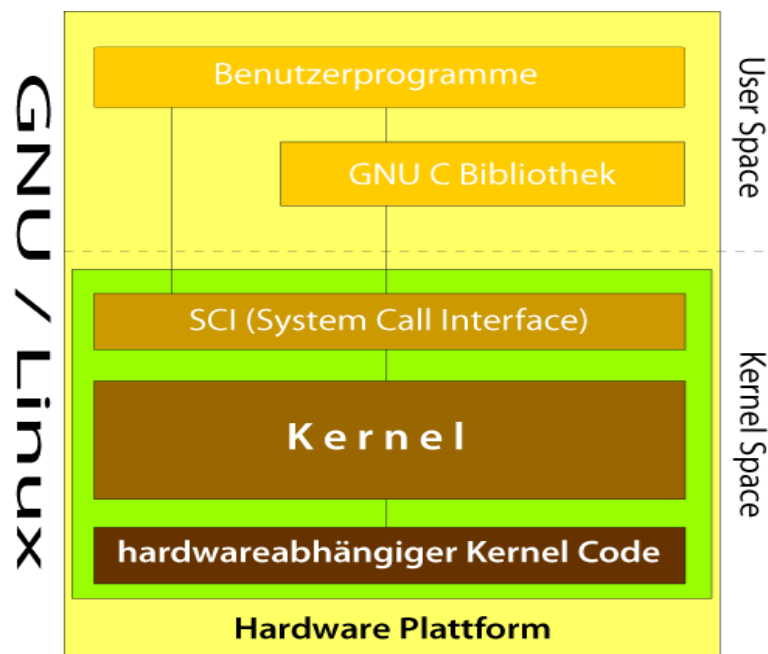 GNU / Linux
Benutzerprogramme
User Space
GNU C Bibliothek
SCI (System Call Interface)
Kernel
Kernel Space
hardwareabhängiger Kernel Code
Hardware Plattform